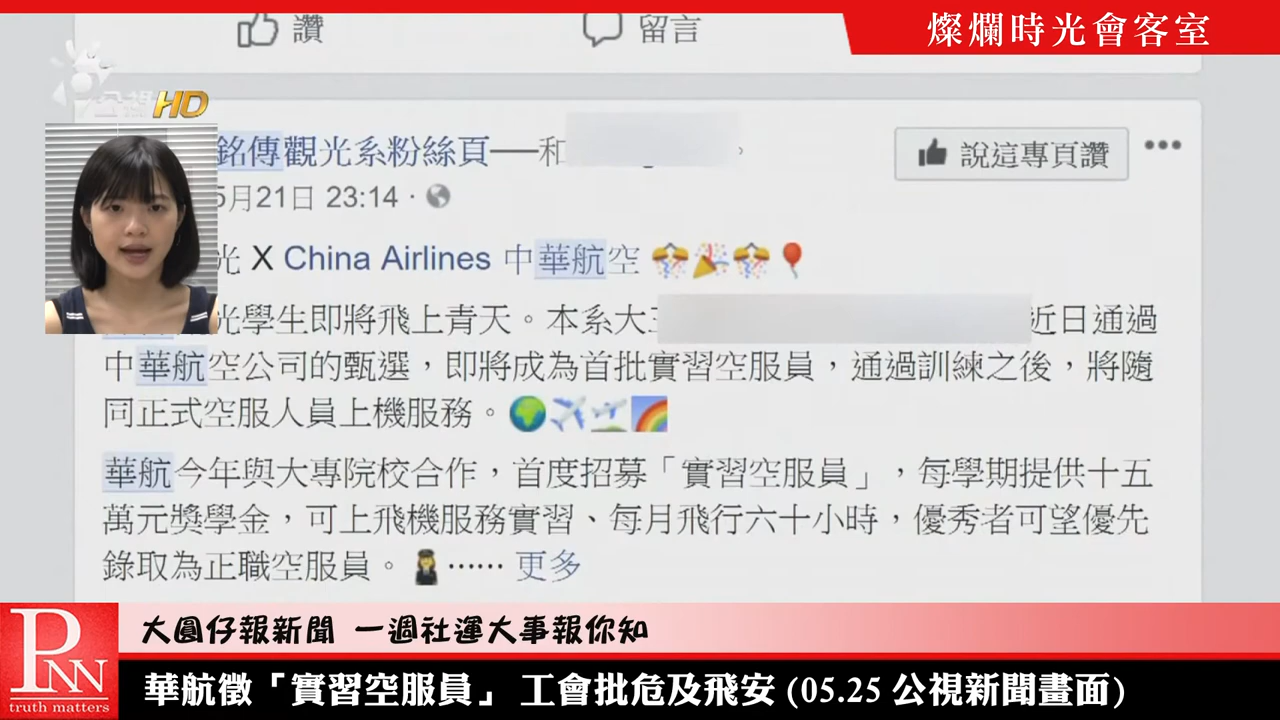 讚 留言
燦爛時光會客室
公視HD
銘傳觀光系粉絲頁──和 。
5月21日 23:14 ·
說這專頁讚
光 X China Airlines 中華航空
光學生即將飛上青天。本系大三 近日通過
中華航空公司的甄選，即將成為首批實習空服員，通過訓練之後，將隨
同正式空服人員上機服務。
華航今年與大專院校合作，首度招募「實習空服員」，每學期提供十五
萬元獎學金，可上飛機服務實習、每月飛行六十小時，優秀者可望優先
錄取為正職空服員。 …… 更多
PNN
truth matters
大圓仔報新聞 一週社運大事報你知
華航徵「實習空服員」 工會批危及飛安 (05.25 公視新聞畫面)